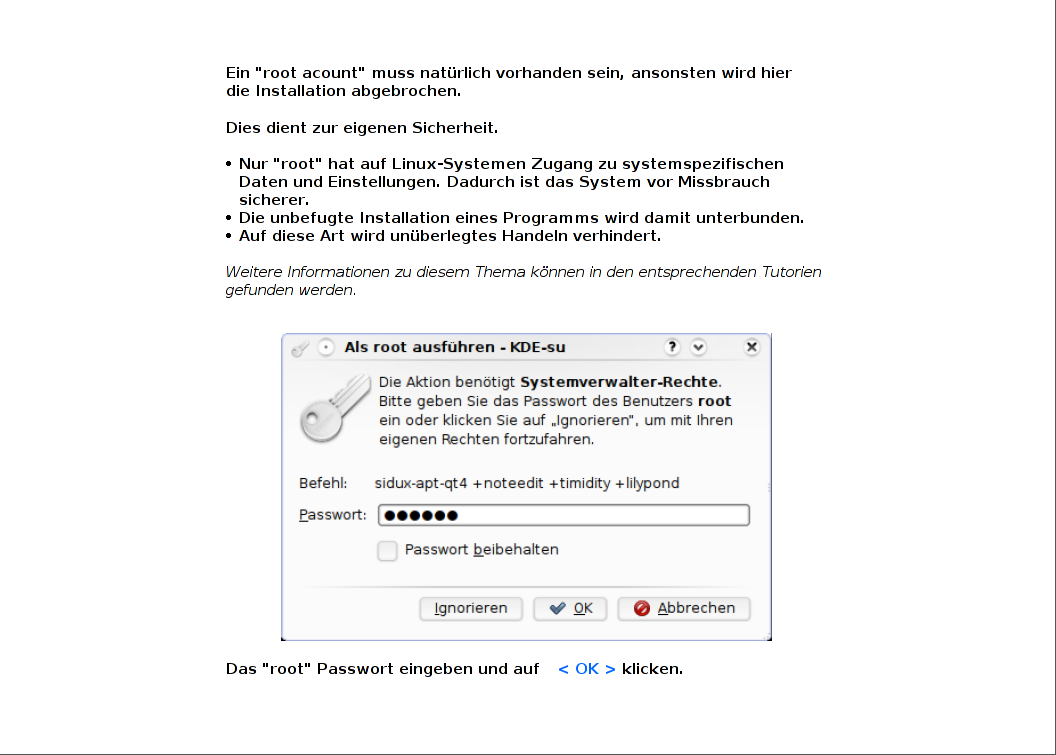 Ein "root acount" muss natürlich vorhanden sein, ansonsten wird hier
die Installation abgebrochen.
Dies dient zur eigenen Sicherheit.
• Nur "root" hat auf Linux-Systemen Zugang zu systemspezifischen
Daten und Einstellungen. Dadurch ist das System vor Missbrauch
sicherer.
• Die unbefugte Installation eines Programms wird damit unterbunden.
• Auf diese Art wird unüberlegtes Handeln verhindert.
Weitere Informationen zu diesem Thema können in den entsprechenden Tutorien
gefunden werden.
Als root ausführen - KDE-su ?
Die Aktion benötigt Systemverwalter-Rechte.
Bitte geben Sie das Passwort des Benutzers root
ein oder klicken Sie auf „Ignorieren“, um mit Ihren
eigenen Rechten fortzufahren.
Befehl: sidux-apt-qt4 +noteedit +timidity +lilypond
Passwort: ●●●●●●
Passwort beibehalten
Ignorieren OK Abbrechen
Das "root" Passwort eingeben und auf < OK > klicken.